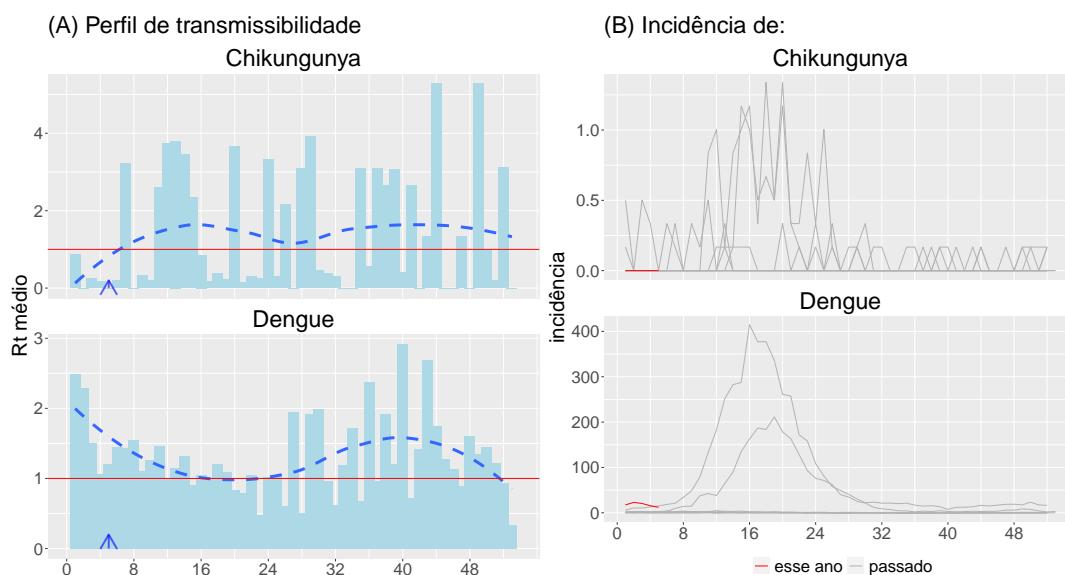 (A) Perfil de transmissibilidade
Chikungunya
4
2
0
Dengue
3
2
1
0
0 8 16 24 32 40 48
Rt médio
(B) Incidência de:
Chikungunya
1.0
0.5
0.0
Dengue
400
300
200
100
0
0 8 16 24 32 40 48
incidência
esse ano passado